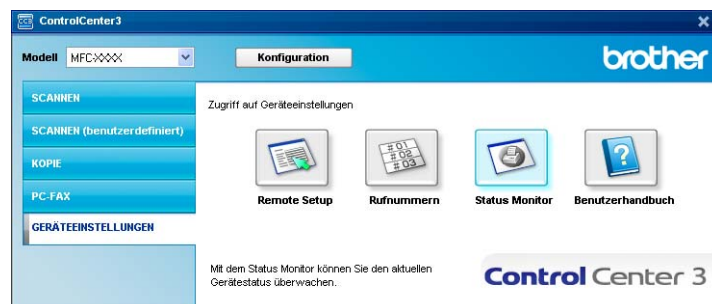 ControlCenter3
Modell MFC-XXXX Konfiguration brother
SCANNEN
Zugriff auf Geräteeinstellungen
SCANNEN (benutzerdefiniert)
KOPIE
#01
#02
#03
PC-FAX
Remote Setup Rufnummern Status Monitor Benutzerhandbuch
GERÄTEEINSTELLUNGEN
Mit dem Status Monitor können Sie den aktuellen
Gerätestatus überwachen.
Control Center 3